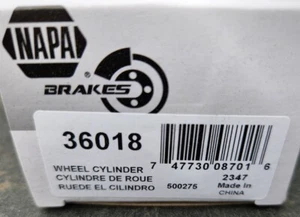 NAPA
BRAKES
36018
WHEEL CYLINDER
CYLINDRE DE ROUE
RUEDE EL CILINDRO 500275
7 47730 08701 6
2347
Made in
CHINA